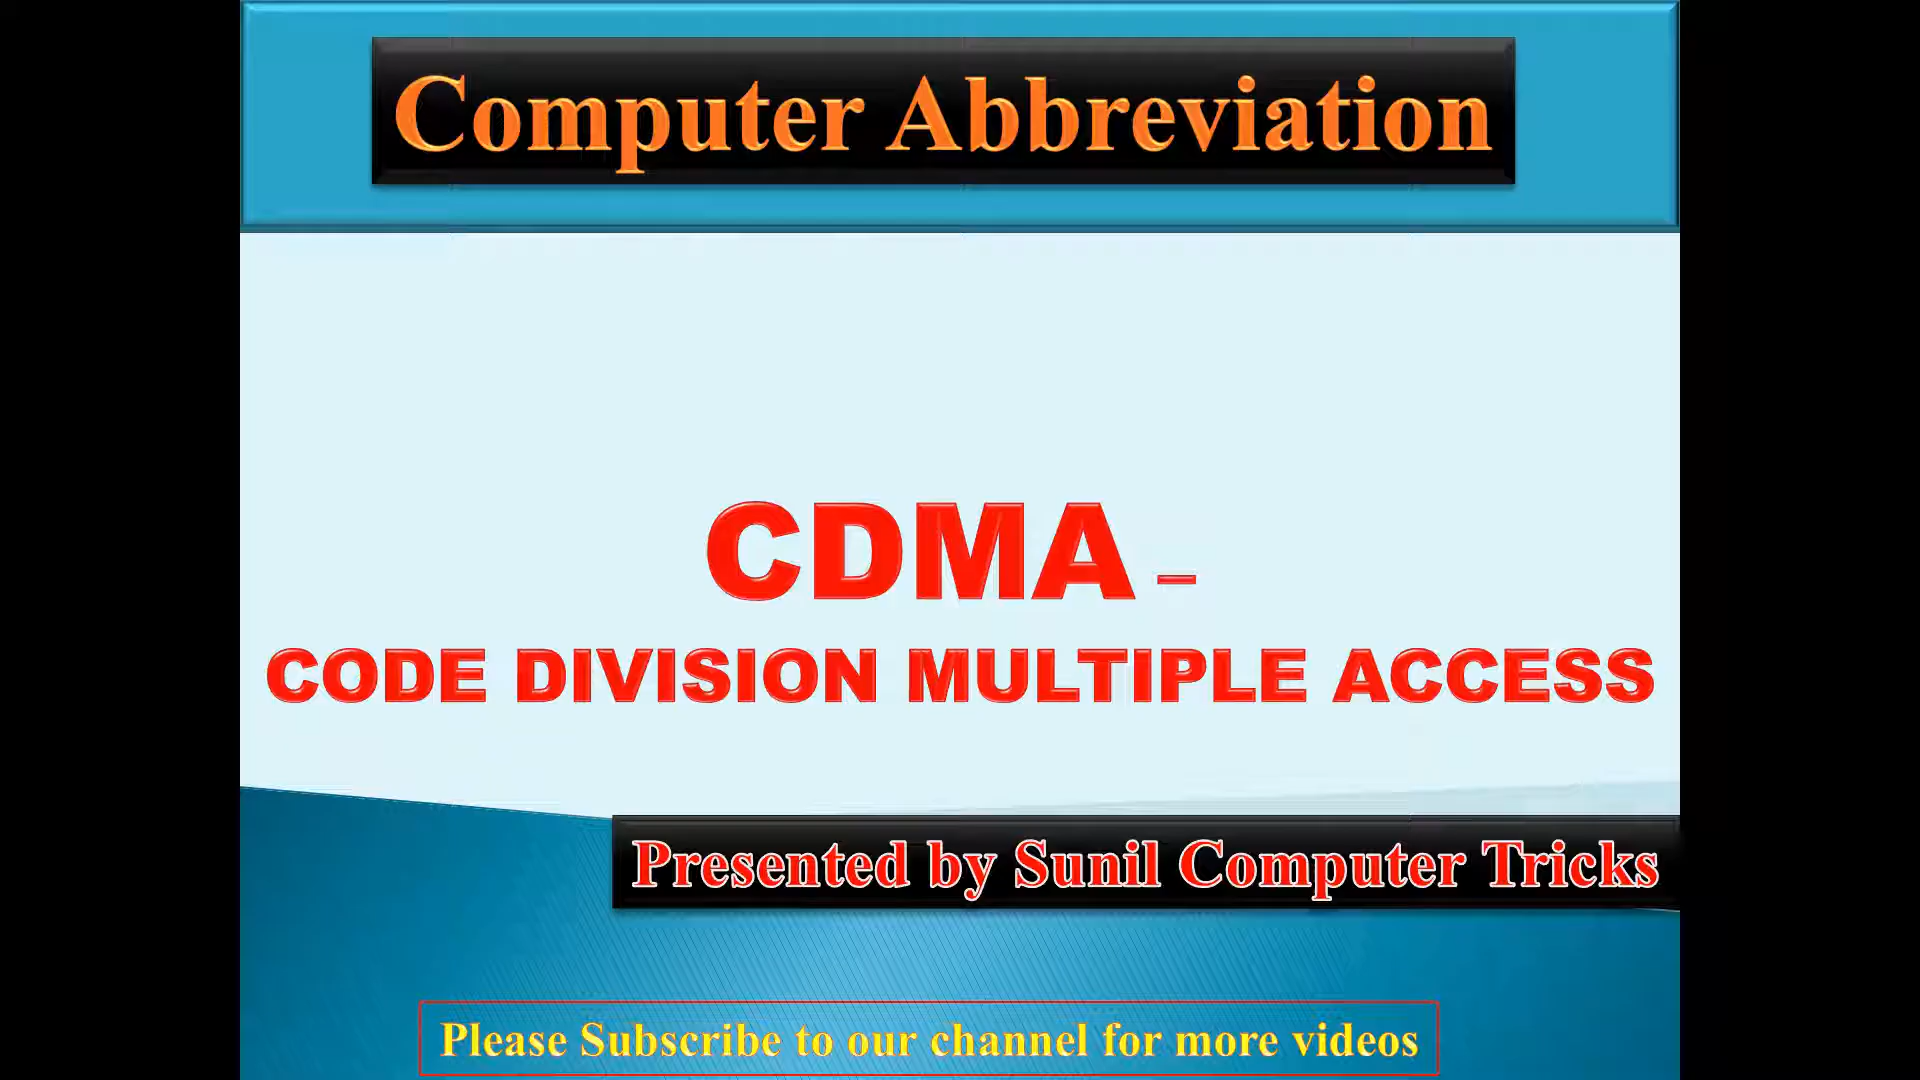 Computer Abbreviation
CDMA –
CODE DIVISION MULTIPLE ACCESS
Presented by Sunil Computer Tricks
Please Subscribe to our channel for more videos